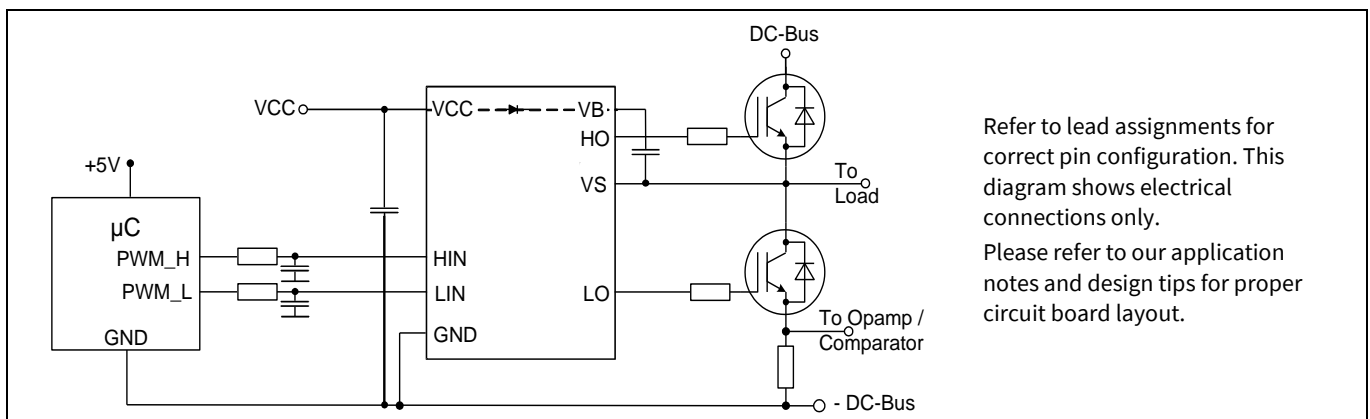 DC-Bus
VCC
VCC
VB
HO
+5V
VS
To
Load
µC
PWM_H
HIN
PWM_L
LIN
LO
GND
GND
To Opamp /
Comparator
- DC-Bus
Refer to lead assignments for
correct pin configuration. This
diagram shows electrical
connections only.
Please refer to our application
notes and design tips for proper
circuit board layout.